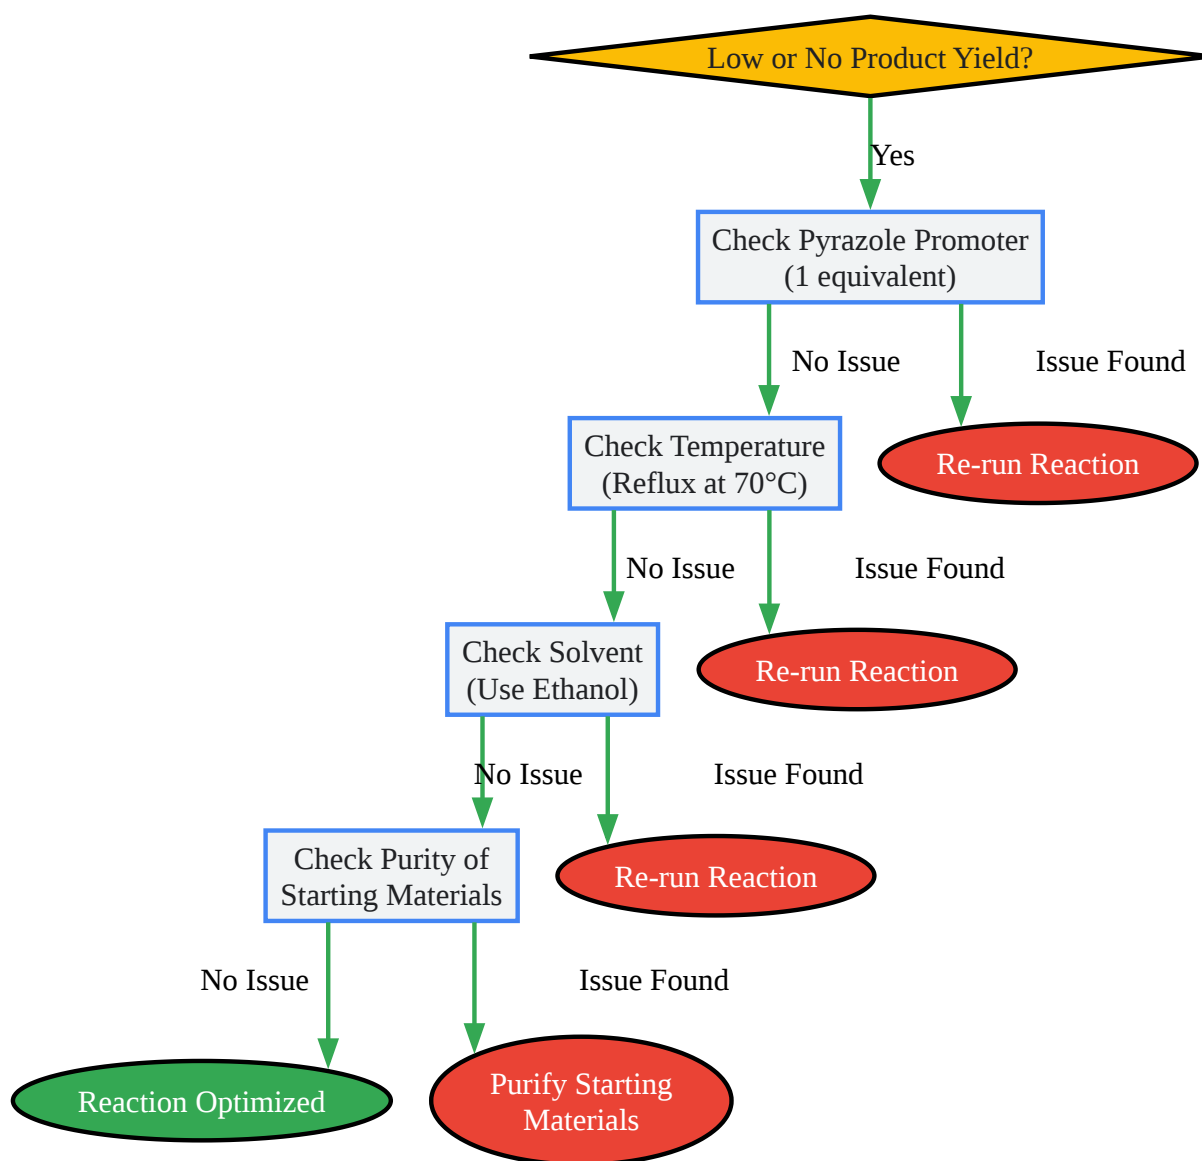 Low or No Product Yield?
Yes
Check Pyrazole Promoter
(1 equivalent)
No Issue
Issue Found
Check Temperature
(Reflux at 70°C)
Re-run Reaction
No Issue
Issue Found
Check Solvent
(Use Ethanol)
Re-run Reaction
No Issue
Issue Found
Check Purity of
Starting Materials
Re-run Reaction
No Issue
Issue Found
Reaction Optimized
Purify Starting
Materials